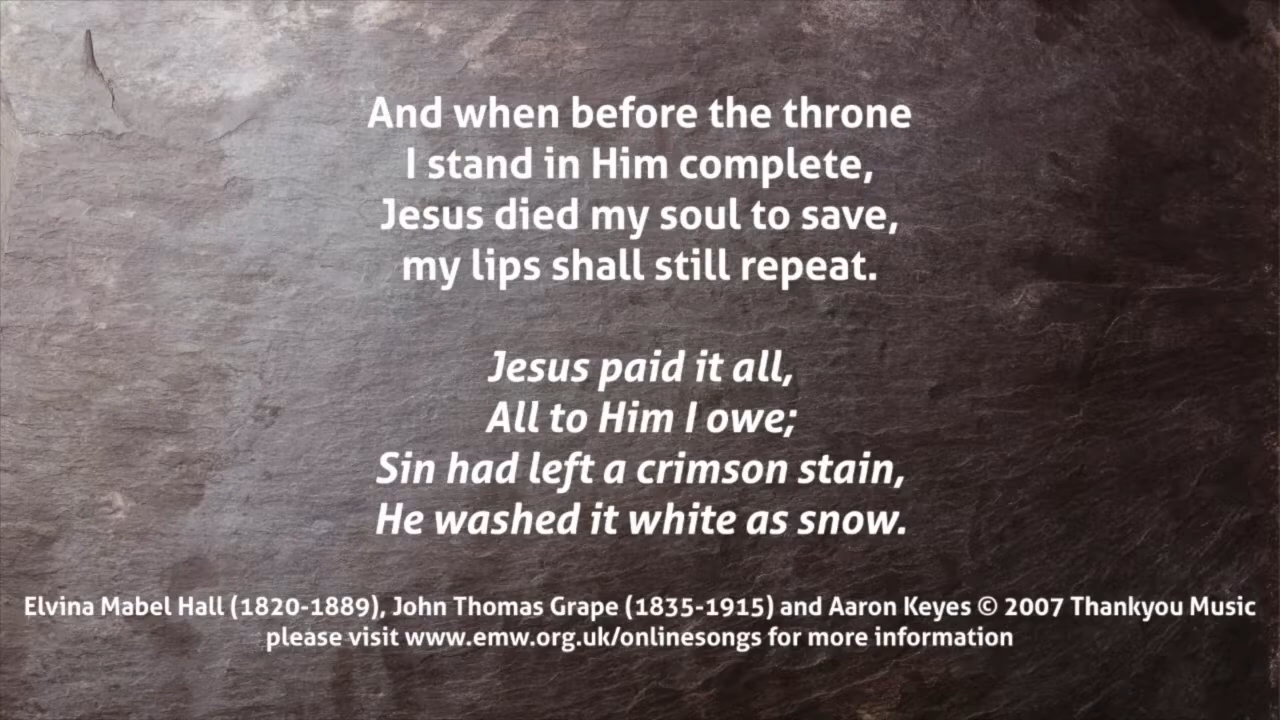 And when before the throne
I stand in Him complete,
Jesus died my soul to save,
my lips shall still repeat.
Jesus paid it all,
All to Him I owe;
Sin had left a crimson stain,
He washed it white as snow.
Elvina Mabel Hall (1820-1889), John Thomas Grape (1835-1915) and Aaron Keyes © 2007 Thankyou Music
please visit www.emw.org.uk/onlinesongs for more information